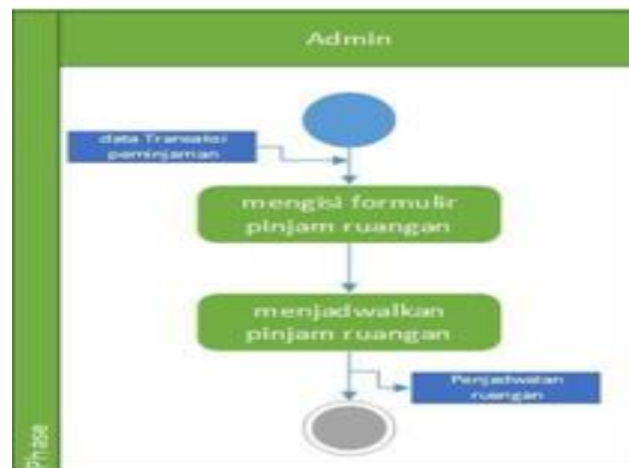 Admin
data Transaksi
peminjaman
mengisi formulir
pinjam ruangan
menjadwalkan
pinjam ruangan
Penjadwalan
ruangan
Phase